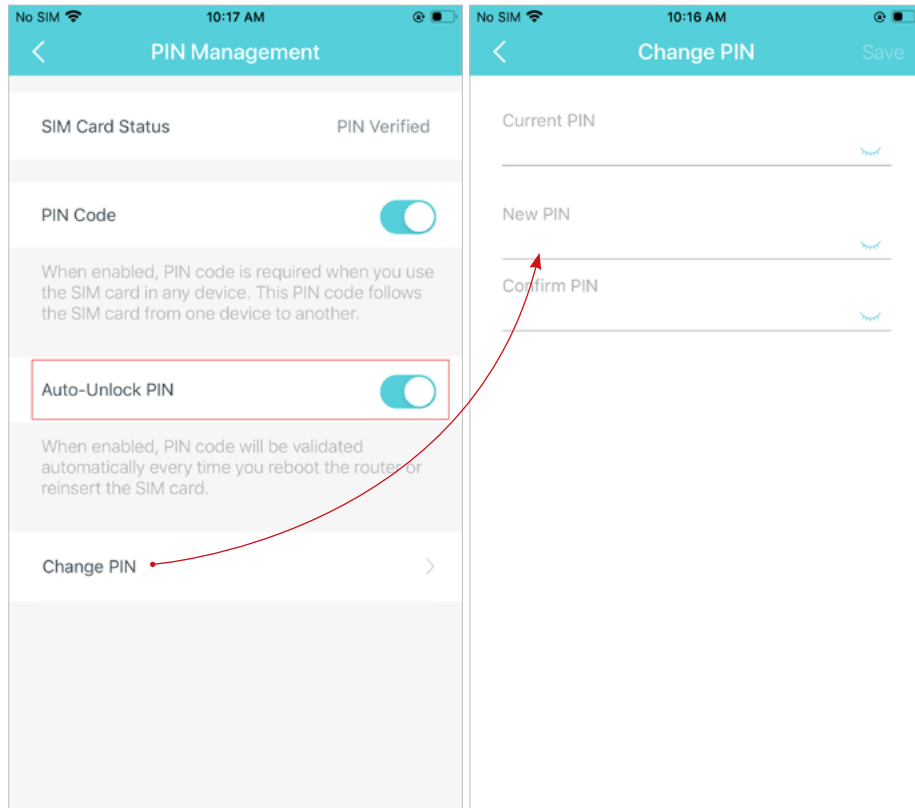 No SIM 10:17 AM
PIN Management
SIM Card Status PIN Verified
PIN Code
When enabled, PIN code is required when you use
the SIM card in any device. This PIN code follows
the SIM card from one device to another.
Auto-Unlock PIN
When enabled, PIN code will be validated
automatically every time you reboot the router or
reinsert the SIM card.
Change PIN
No SIM 10:16 AM
Change PIN Save
Current PIN
New PIN
Confirm PIN